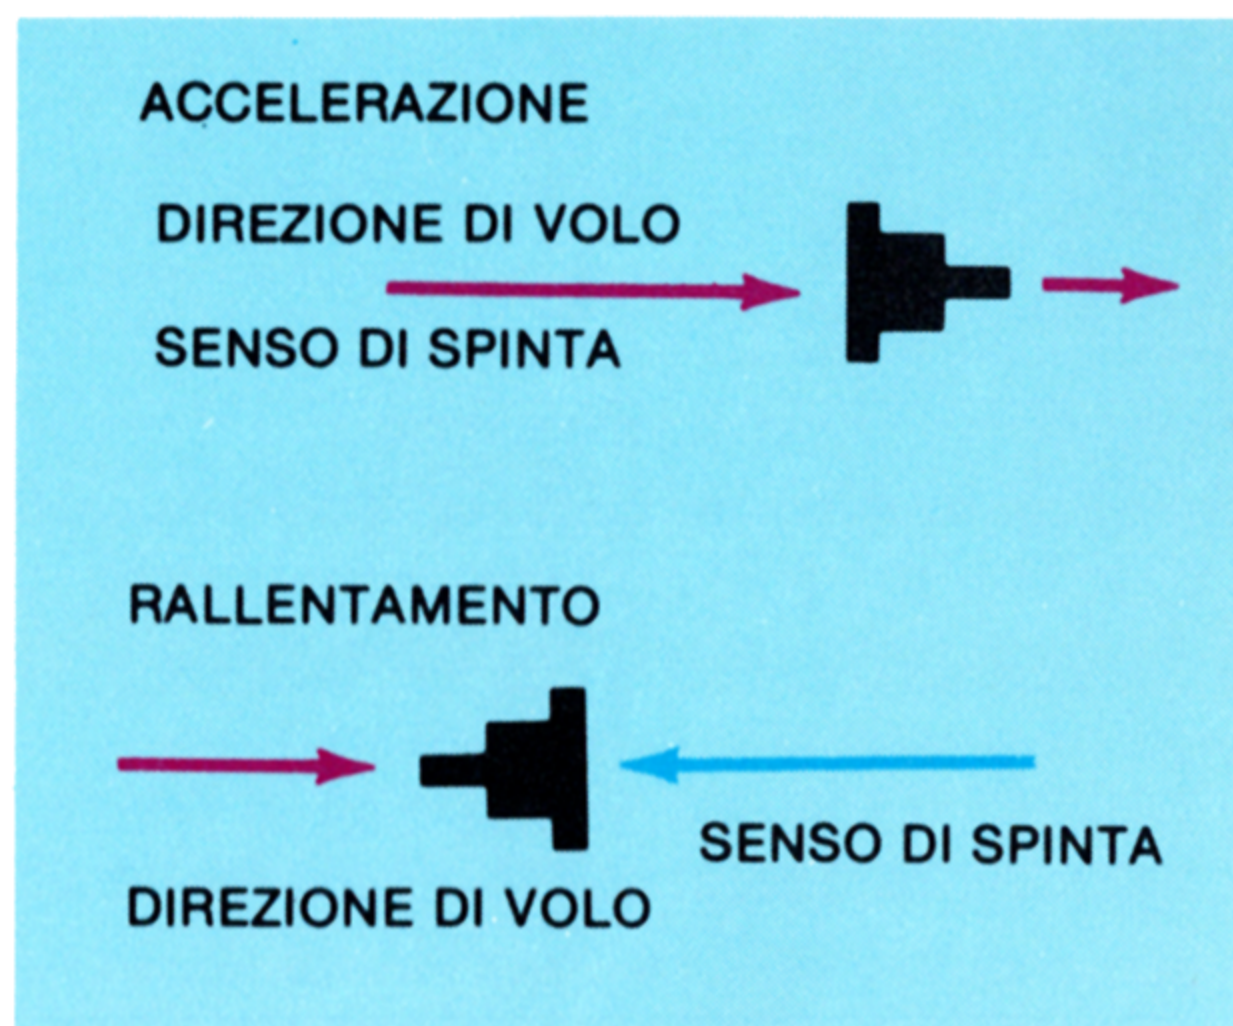 ACCELERAZIONE
DIREZIONE DI VOLO
SENSO DI SPINTA
RALLENTAMENTO
SENSO DI SPINTA
DIREZIONE DI VOLO